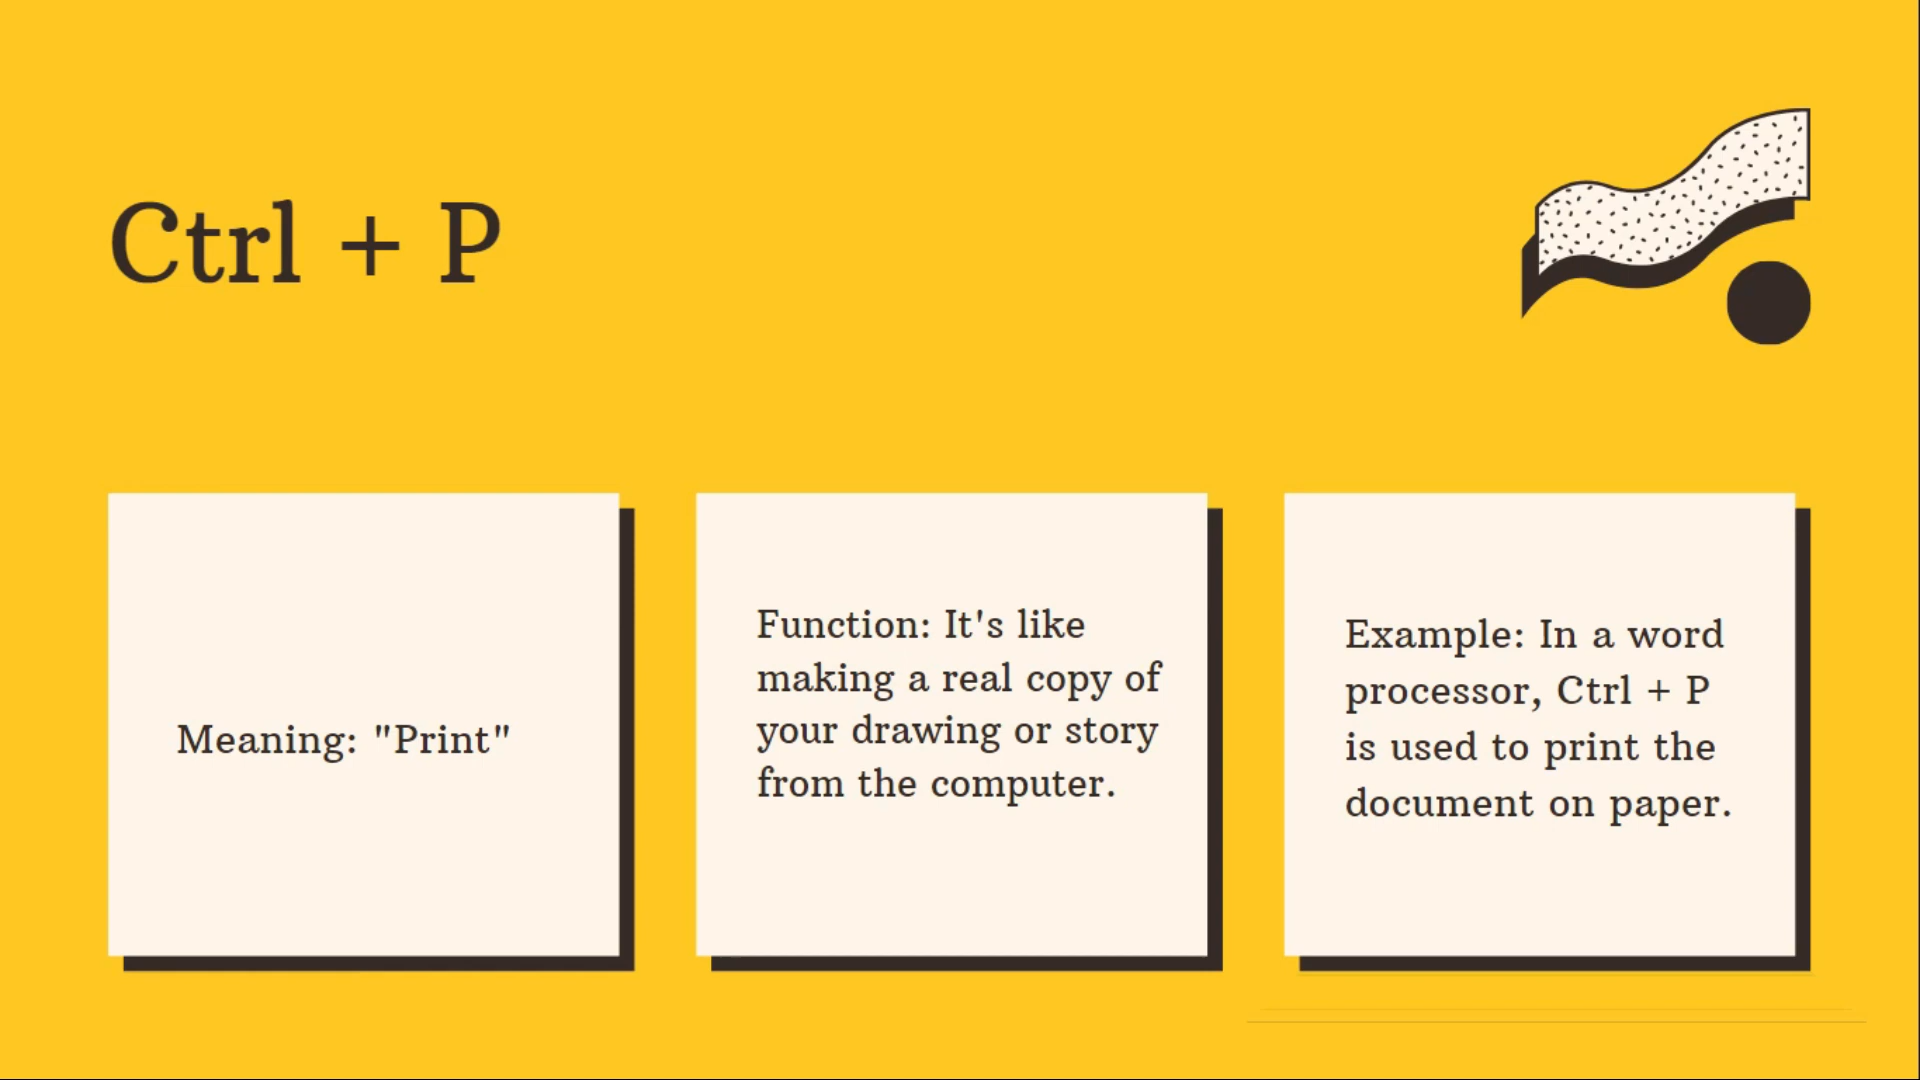 Ctrl + P
Meaning: "Print"
Function: It's like
making a real copy of
your drawing or story
from the computer.
Example: In a word
processor, Ctrl + P
is used to print the
document on paper.